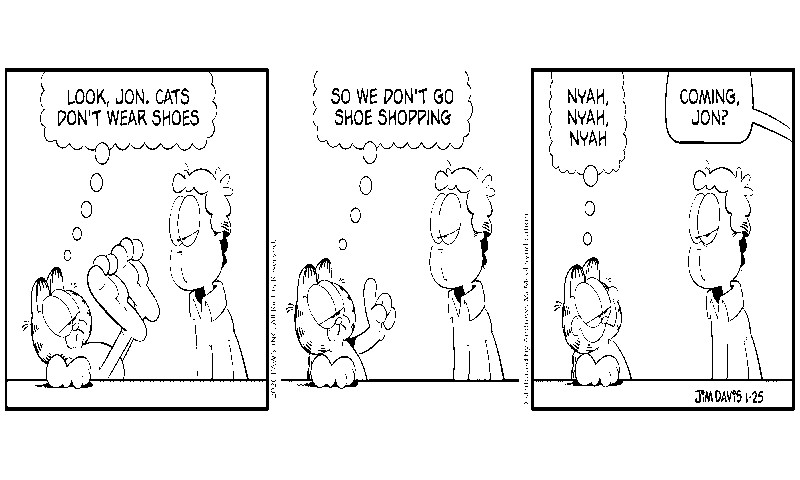 LOOK, JON. CATS
DON'T WEAR SHOES
SO WE DON'T GO
SHOE SHOPPING
NYAH,
NYAH,
NYAH
COMING,
JON?
JIM DAVIS 1-25